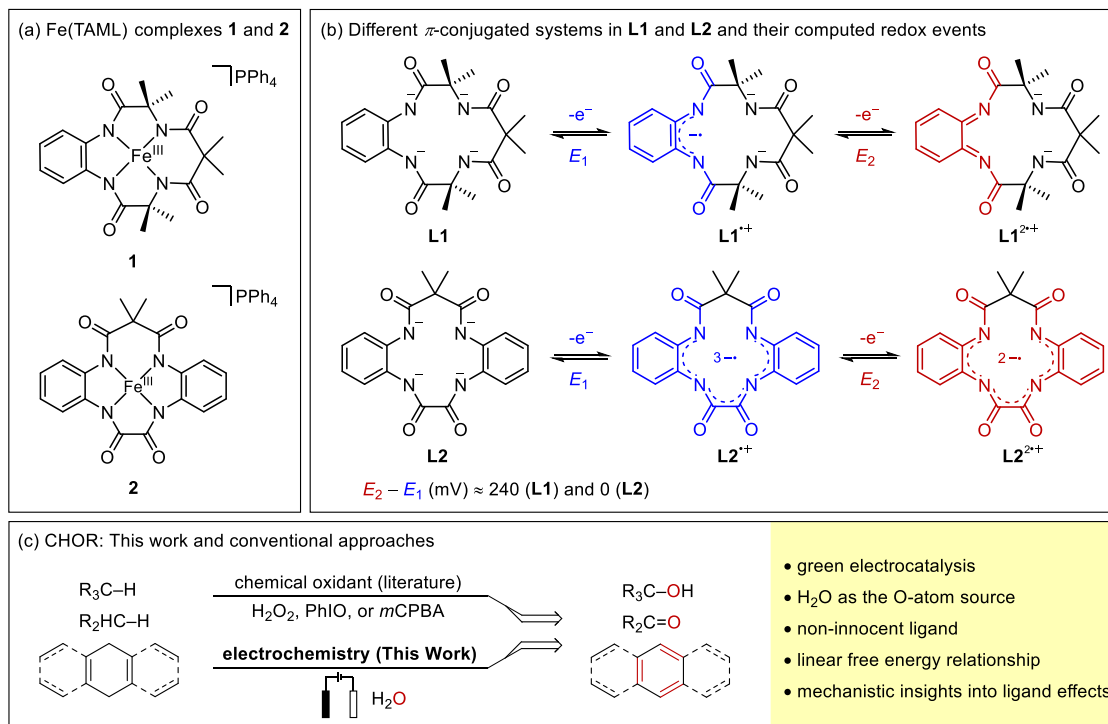 (a) Fe(TAML) complexes 1 and 2
PPh4
O
O
N
N
FeIII
N
N
O
O
1
PPh4
O
O
N
N
FeIII
N
N
O
O
2
(b) Different π-conjugated systems in L1 and L2 and their computed redox events
O
O
N−
N−
N−
N−
O
O
L1
-e−
E1
O
O
N
N−
−•
N
N−
O
O
L1•+
-e−
E2
O
O
N
N−
N
N−
O
O
L12•+
O
O
N−
N−
N−
N−
O
O
L2
-e−
E1
O
O
N
N
3−•
N
N
O
O
L2•+
-e−
E2
O
O
N
N
2−•
N
N
O
O
L22•+
E2 – E1 (mV) ≈ 240 (L1) and 0 (L2)
(c) CHOR: This work and conventional approaches
R3C–H
R2HC–H
chemical oxidant (literature)
H2O2, PhIO, or mCPBA
electrochemistry (This Work)
H2O
R3C–OH
R2C=O
• green electrocatalysis
• H2O as the O-atom source
• non-innocent ligand
• linear free energy relationship
• mechanistic insights into ligand effects